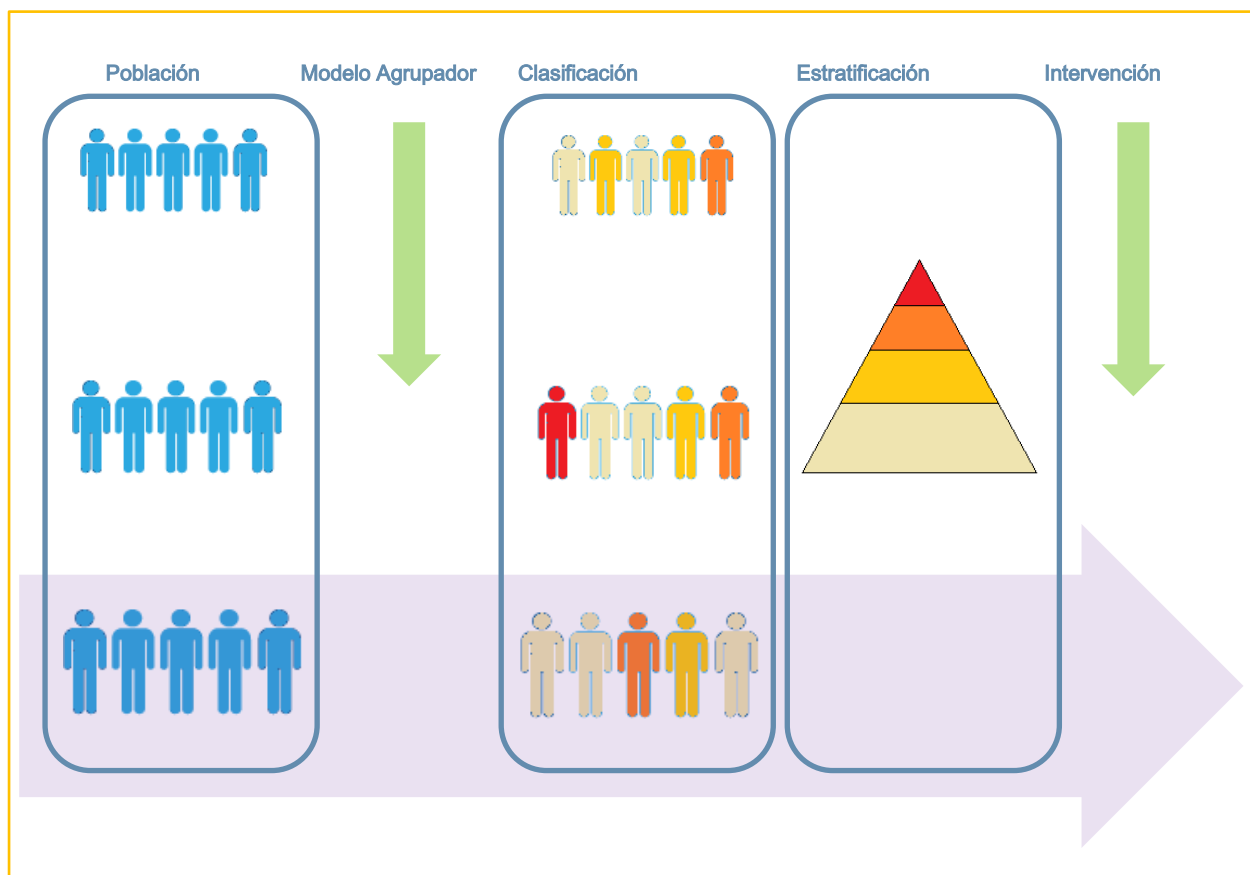 Población
Modelo Agrupador
Clasificación
Estratificación
Intervención